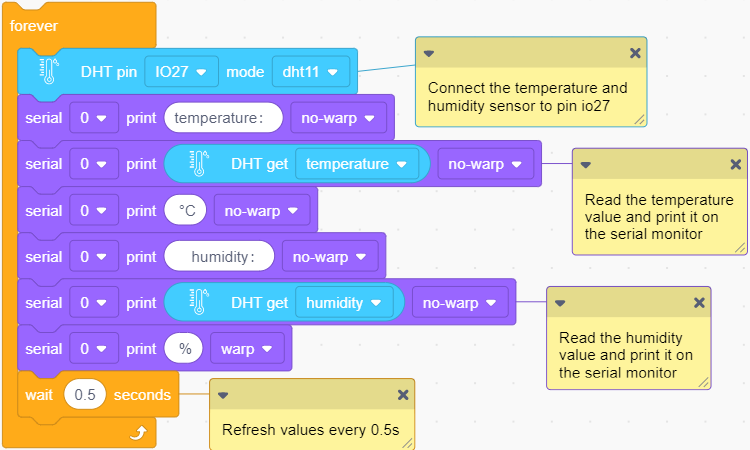 forever
DHT pin IO27 mode dht11
Connect the temperature and
humidity sensor to pin io27
serial 0 print temperature: no-warp
serial 0 print DHT get temperature no-warp
Read the temperature
value and print it on
the serial monitor
serial 0 print °C no-warp
serial 0 print humidity: no-warp
serial 0 print DHT get humidity no-warp
Read the humidity
value and print it on
the serial monitor
serial 0 print % warp
wait 0.5 seconds
Refresh values every 0.5s